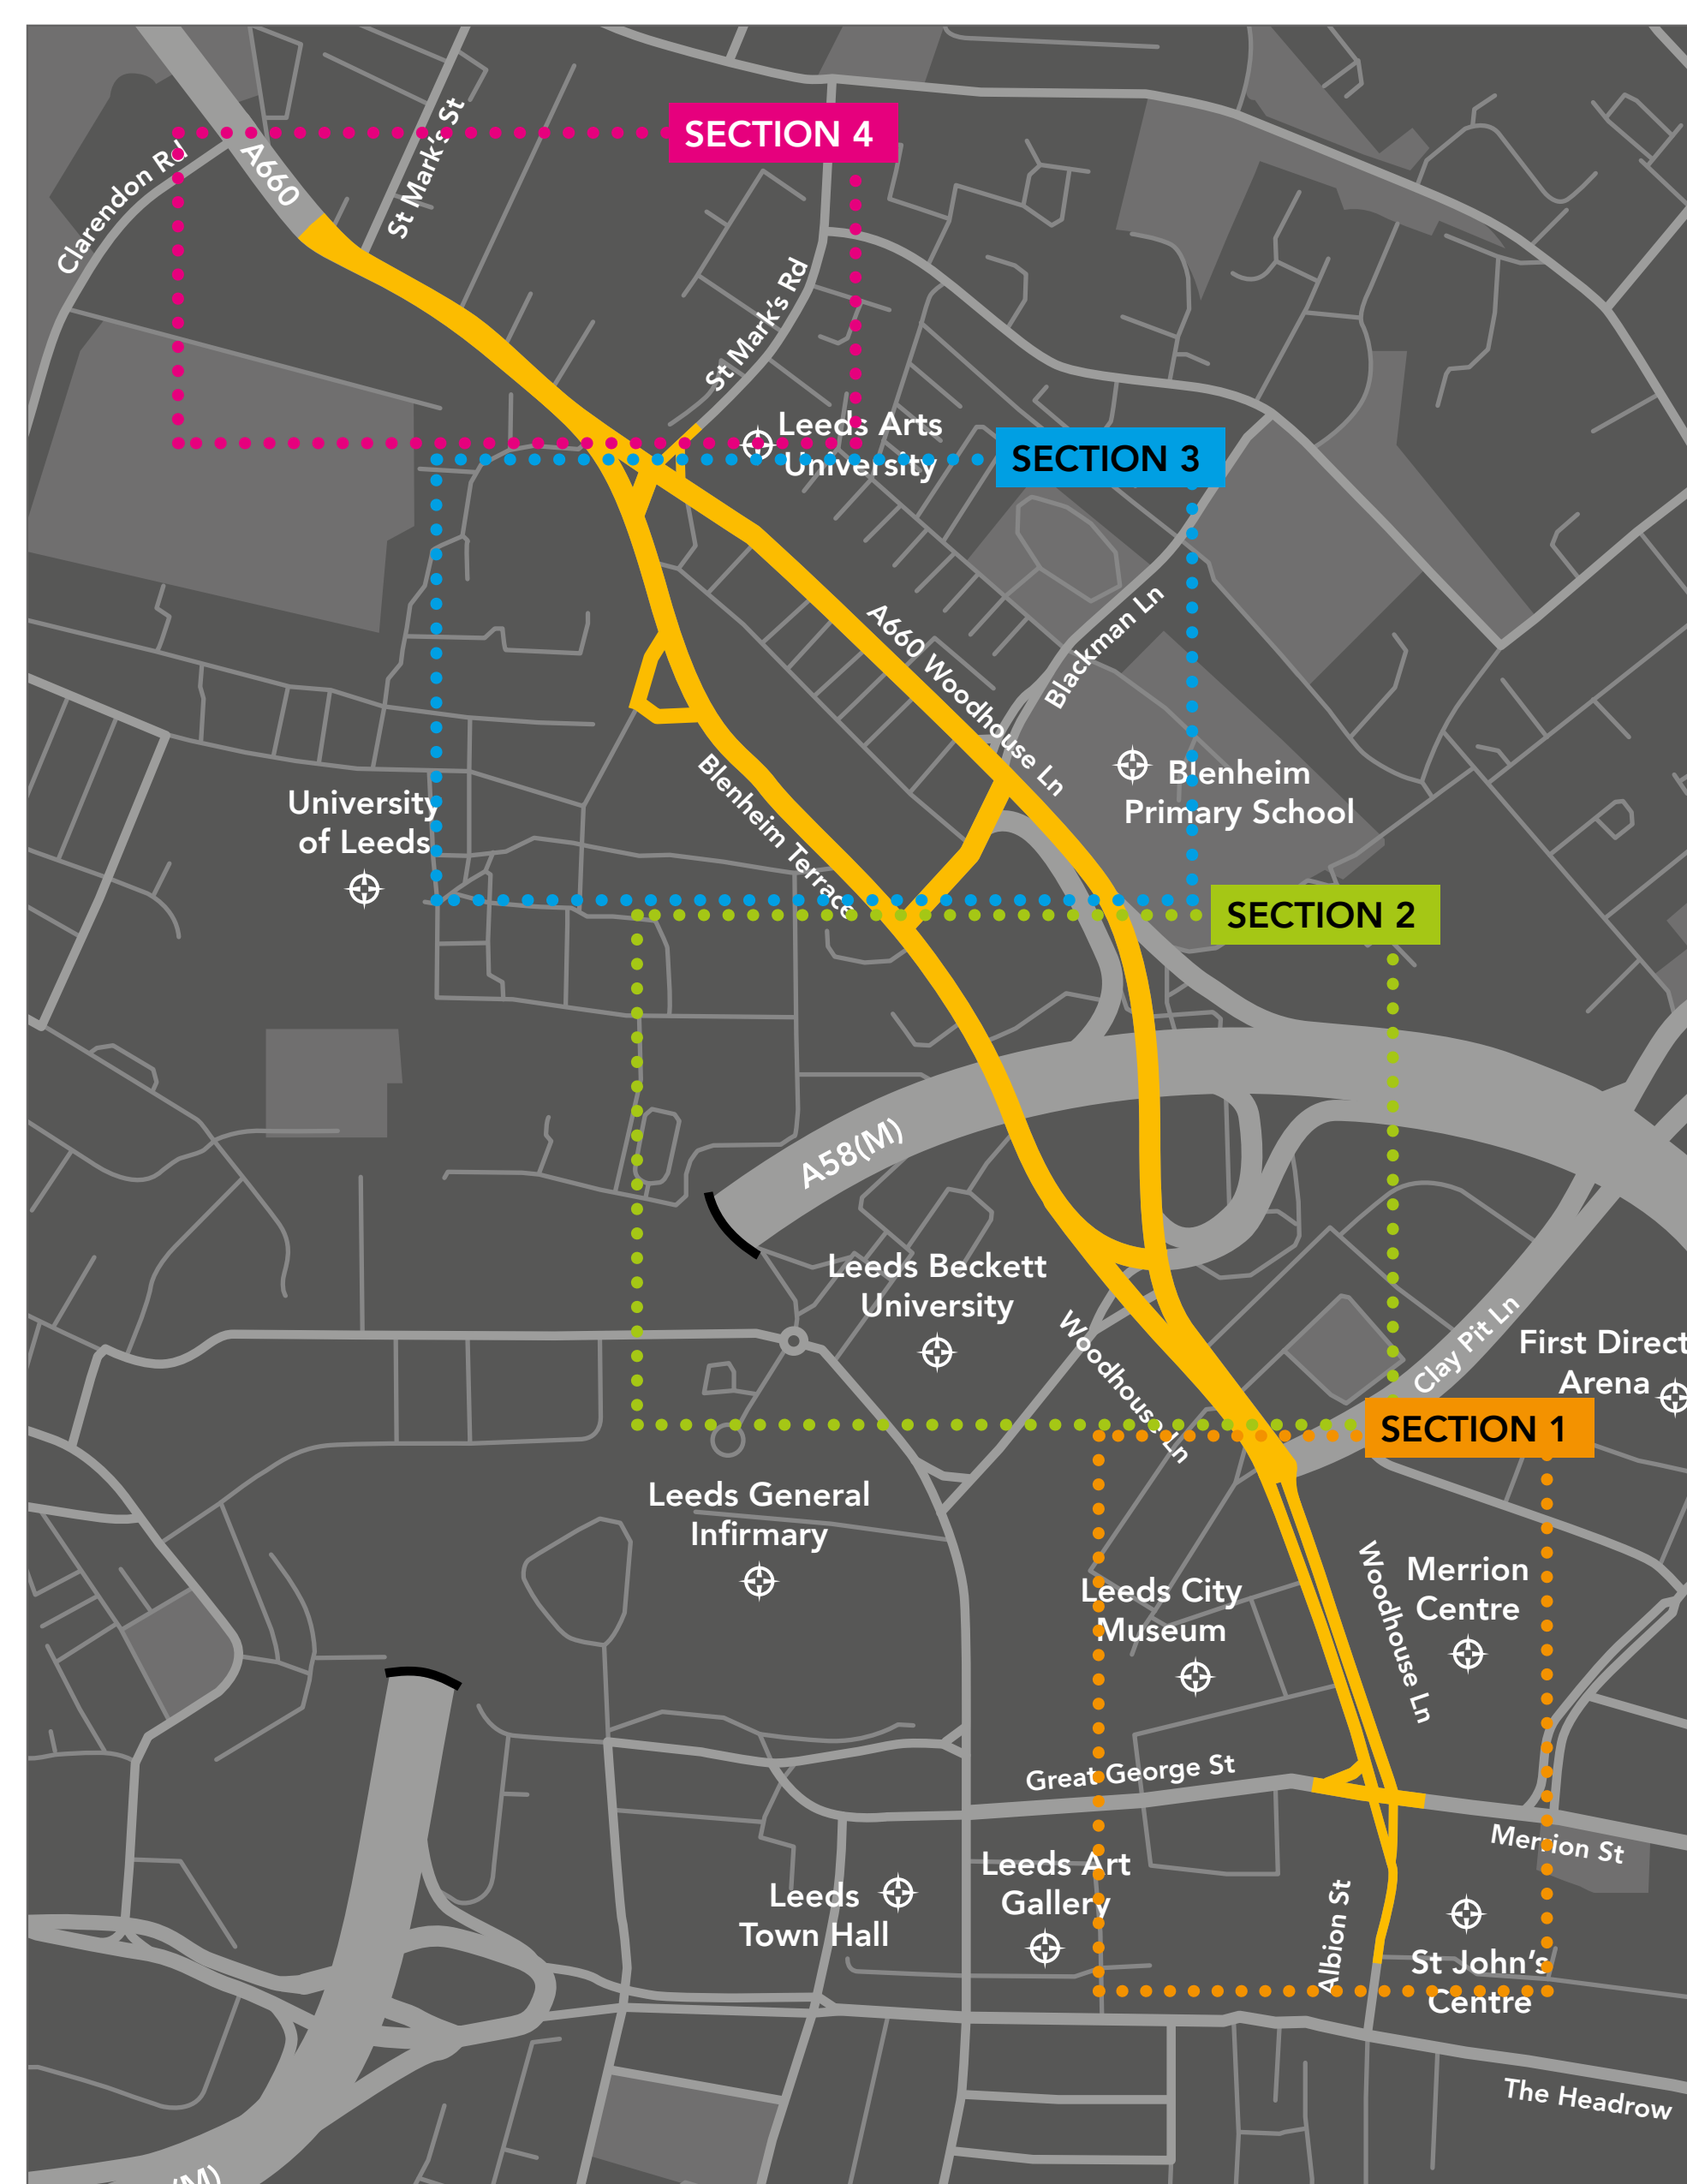 SECTION 4
St Mark's St
A660
Clarendon Rd
St Mark's Rd
Leeds Arts
University
SECTION 3
A660 Woodhouse Ln
Blackman Ln
Blenheim
Primary School
Blenheim Terrace
University
of Leeds
SECTION 2
A58(M)
Leeds Beckett
University
Woodhouse Ln
Clay Pit Ln
First Direct
Arena
SECTION 1
Leeds General
Infirmary
Woodhouse Ln
Merrion
Centre
Leeds City
Museum
Great George St
Merrion St
Leeds Art
Gallery
Leeds
Town Hall
Albion St
St John's
Centre
The Headrow
(M)